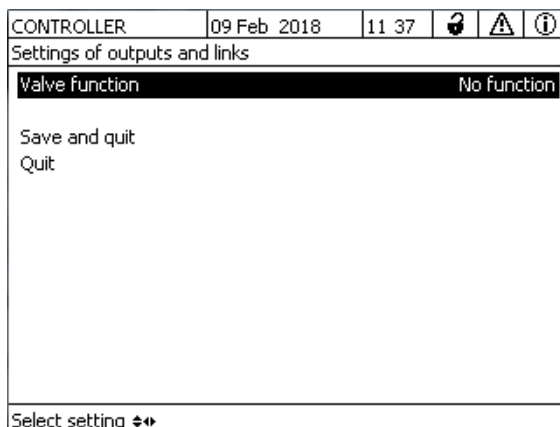 CONTROLLER 09 Feb 2018 11 37
Settings of outputs and links
Valve function No function
Save and quit
Quit
Select setting